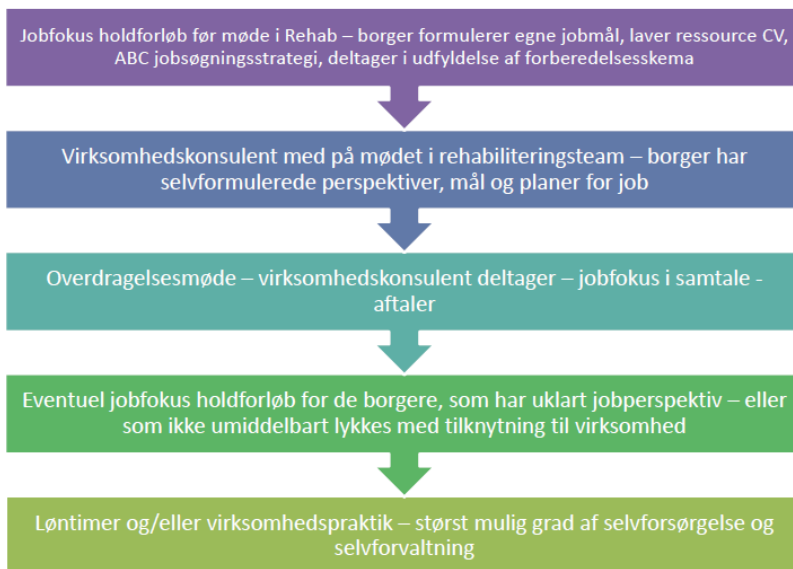 Jobfokus holdforløb før møde i Rehab – borger formulerer egne jobmål, laver ressource CV,
ABC jobsøgningsstrategi, deltager i udfyldelse af forberedelsesskema
Virksomhedskonsulent med på mødet i rehabiliteringsteam – borger har
selvformulerede perspektiver, mål og planer for job
Overdragelsesmøde – virksomhedskonsulent deltager – jobfokus i samtale -
aftaler
Eventuel jobfokus holdforløb for de borgere, som har uklart jobperspektiv – eller
som ikke umiddelbart lykkes med tilknytning til virksomhed
Løntimer og/eller virksomhedspraktik – størst mulig grad af selvforsørgelse og
selvforvaltning